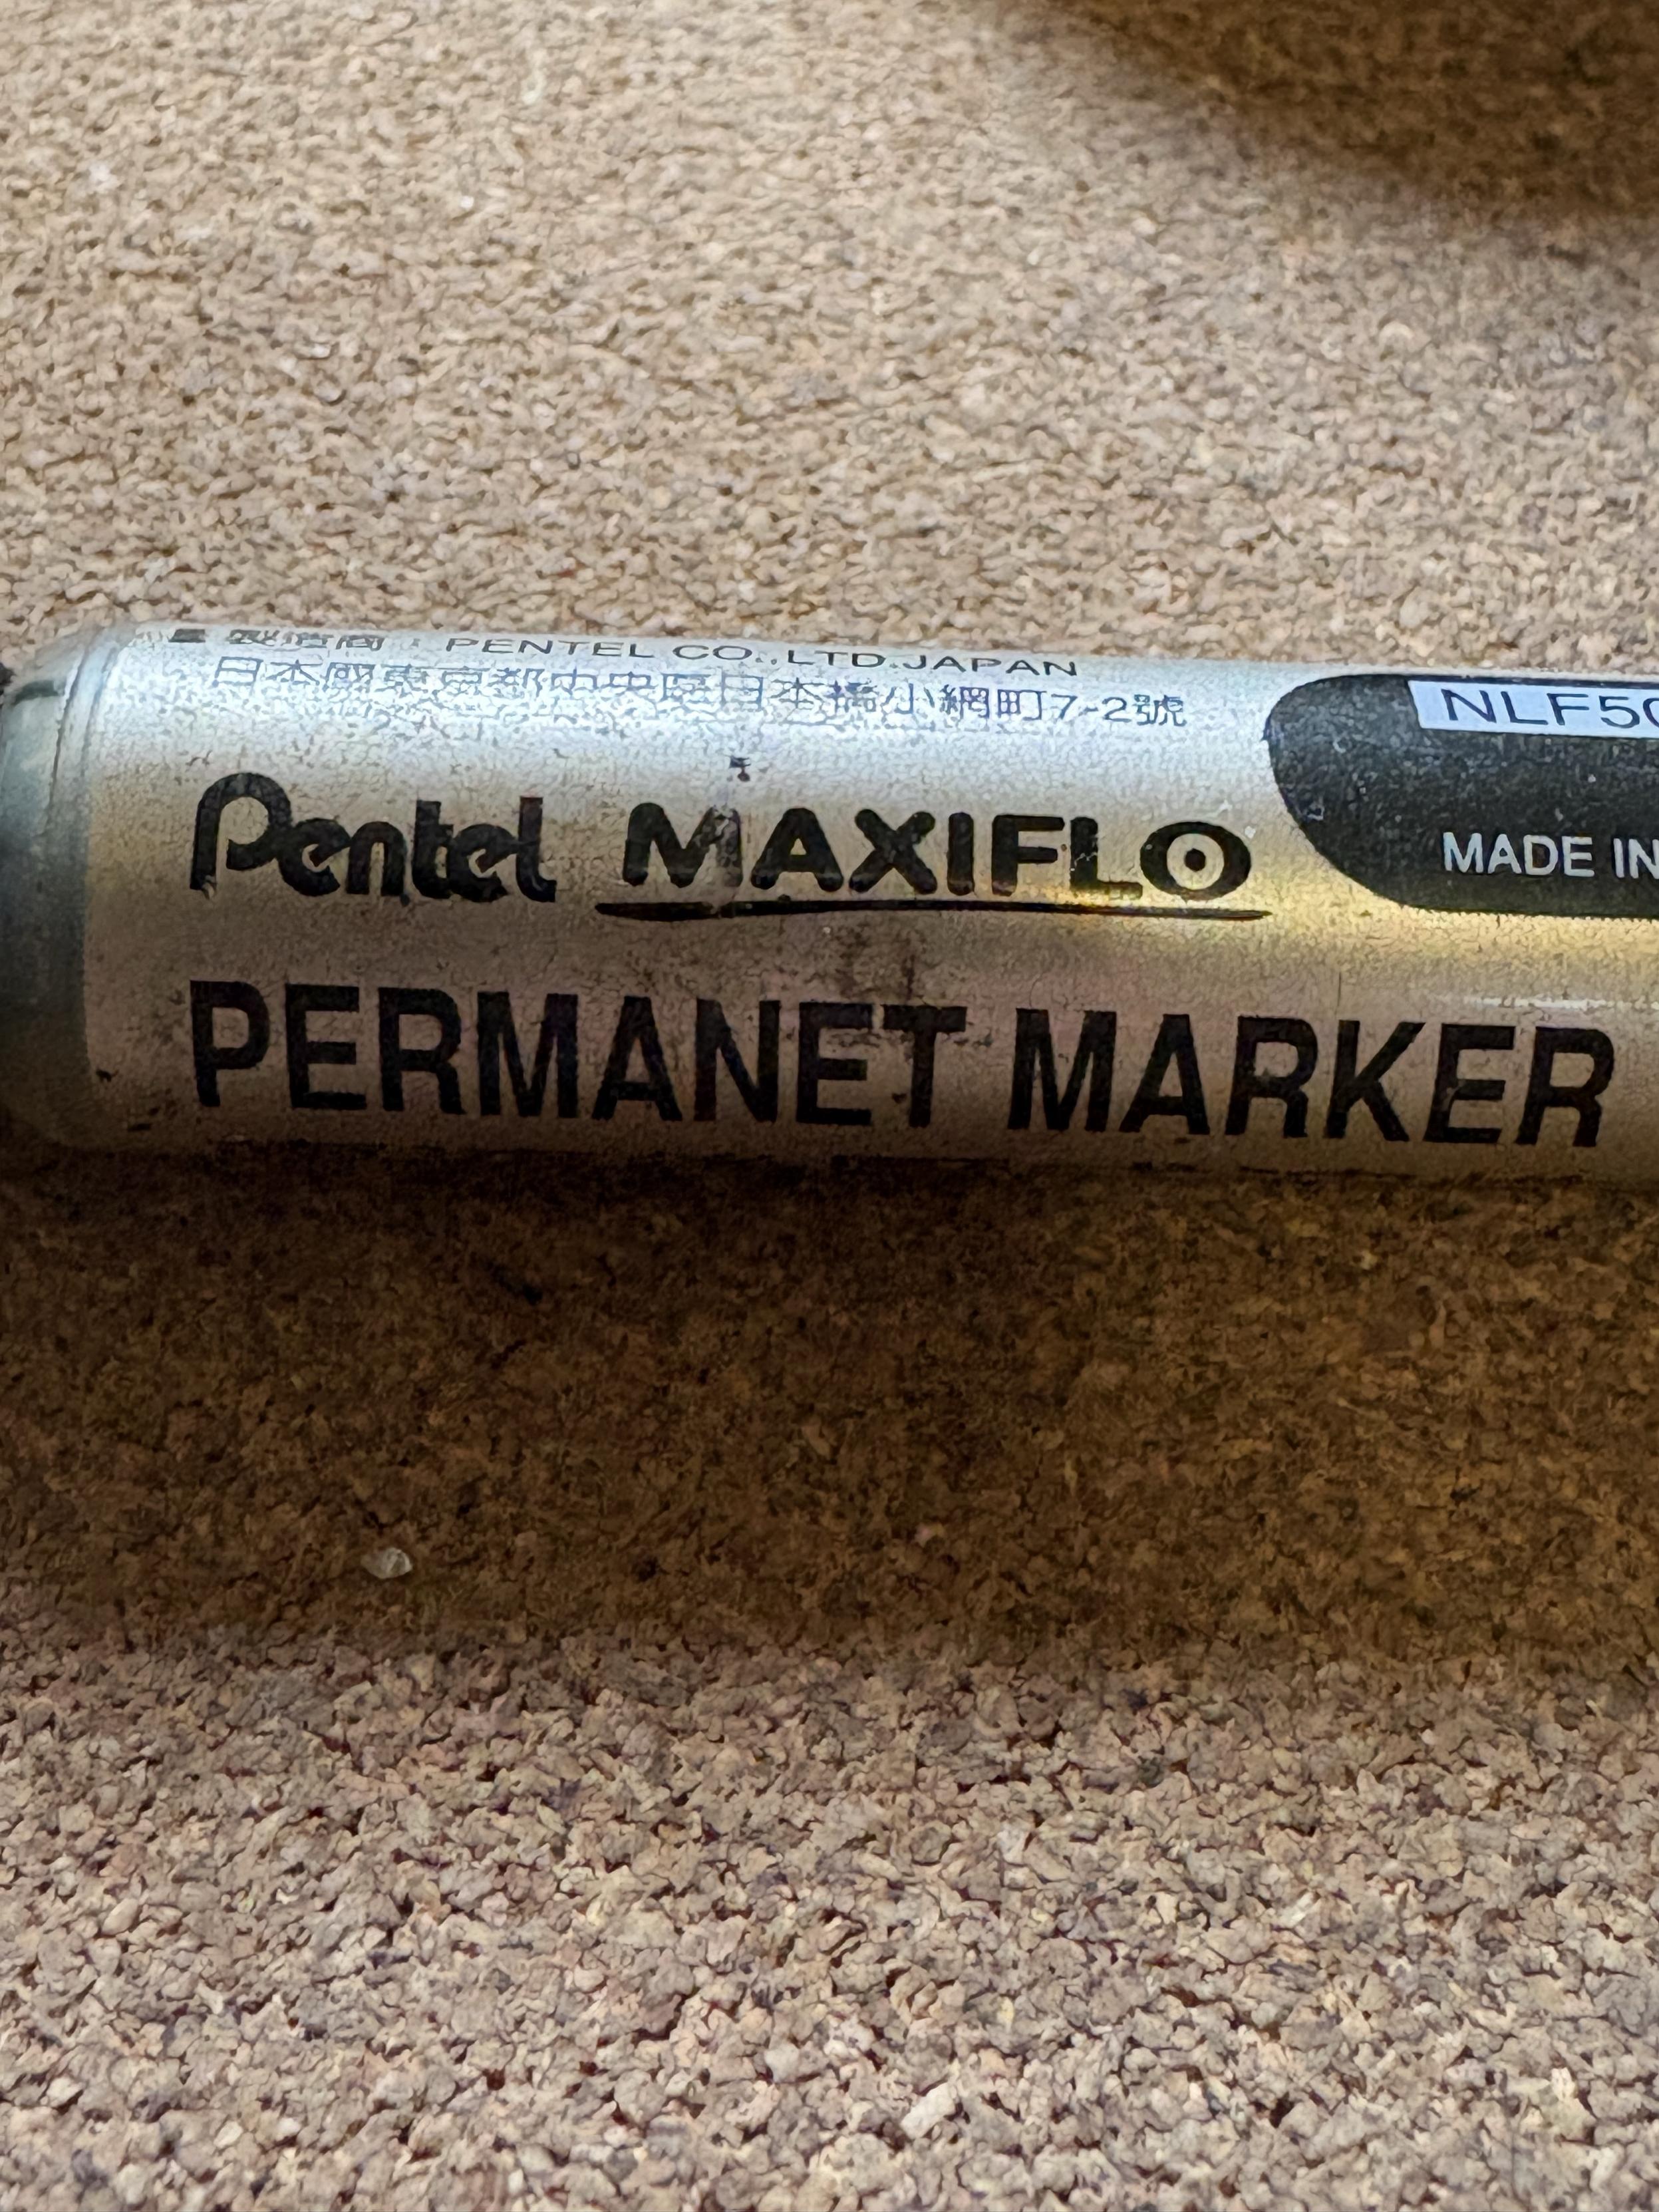 製造商：PENTEL CO.,LTD.JAPAN
日本國東京都中央區日本橋小網町7-2號
Pentel MAXIFLO
PERMANET MARKER
NLF50
MADE IN